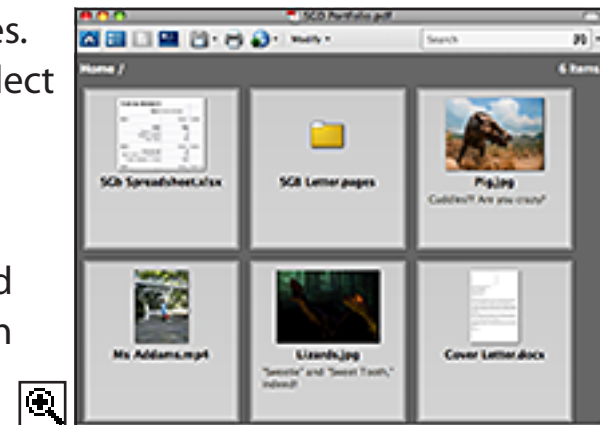 es.
lect
d
n
SGD Portfolio.pdf
Modify
Search
Home /
6 Items
SGb Spreadsheet.xlsx
SGB Letter.pages
Pig.jpg
Cuddles?! Are you crazy?
Ms Addams.mp4
Lizards.jpg
"Sweetie" and "Sweet Tooth,"
indeed!
Cover Letter.docx